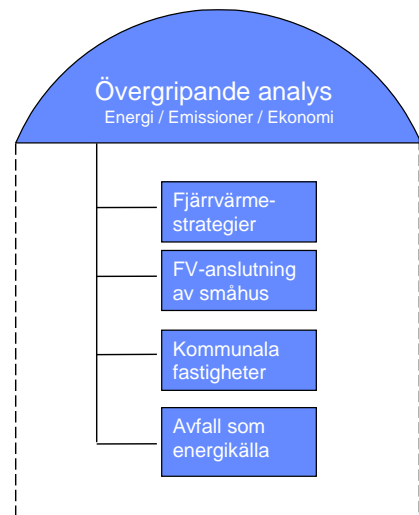 Övergripande analys
Energi / Emissioner / Ekonomi
Fjärrvärme-
strategier
FV-anslutning
av småhus
Kommunala
fastigheter
Avfall som
energikälla